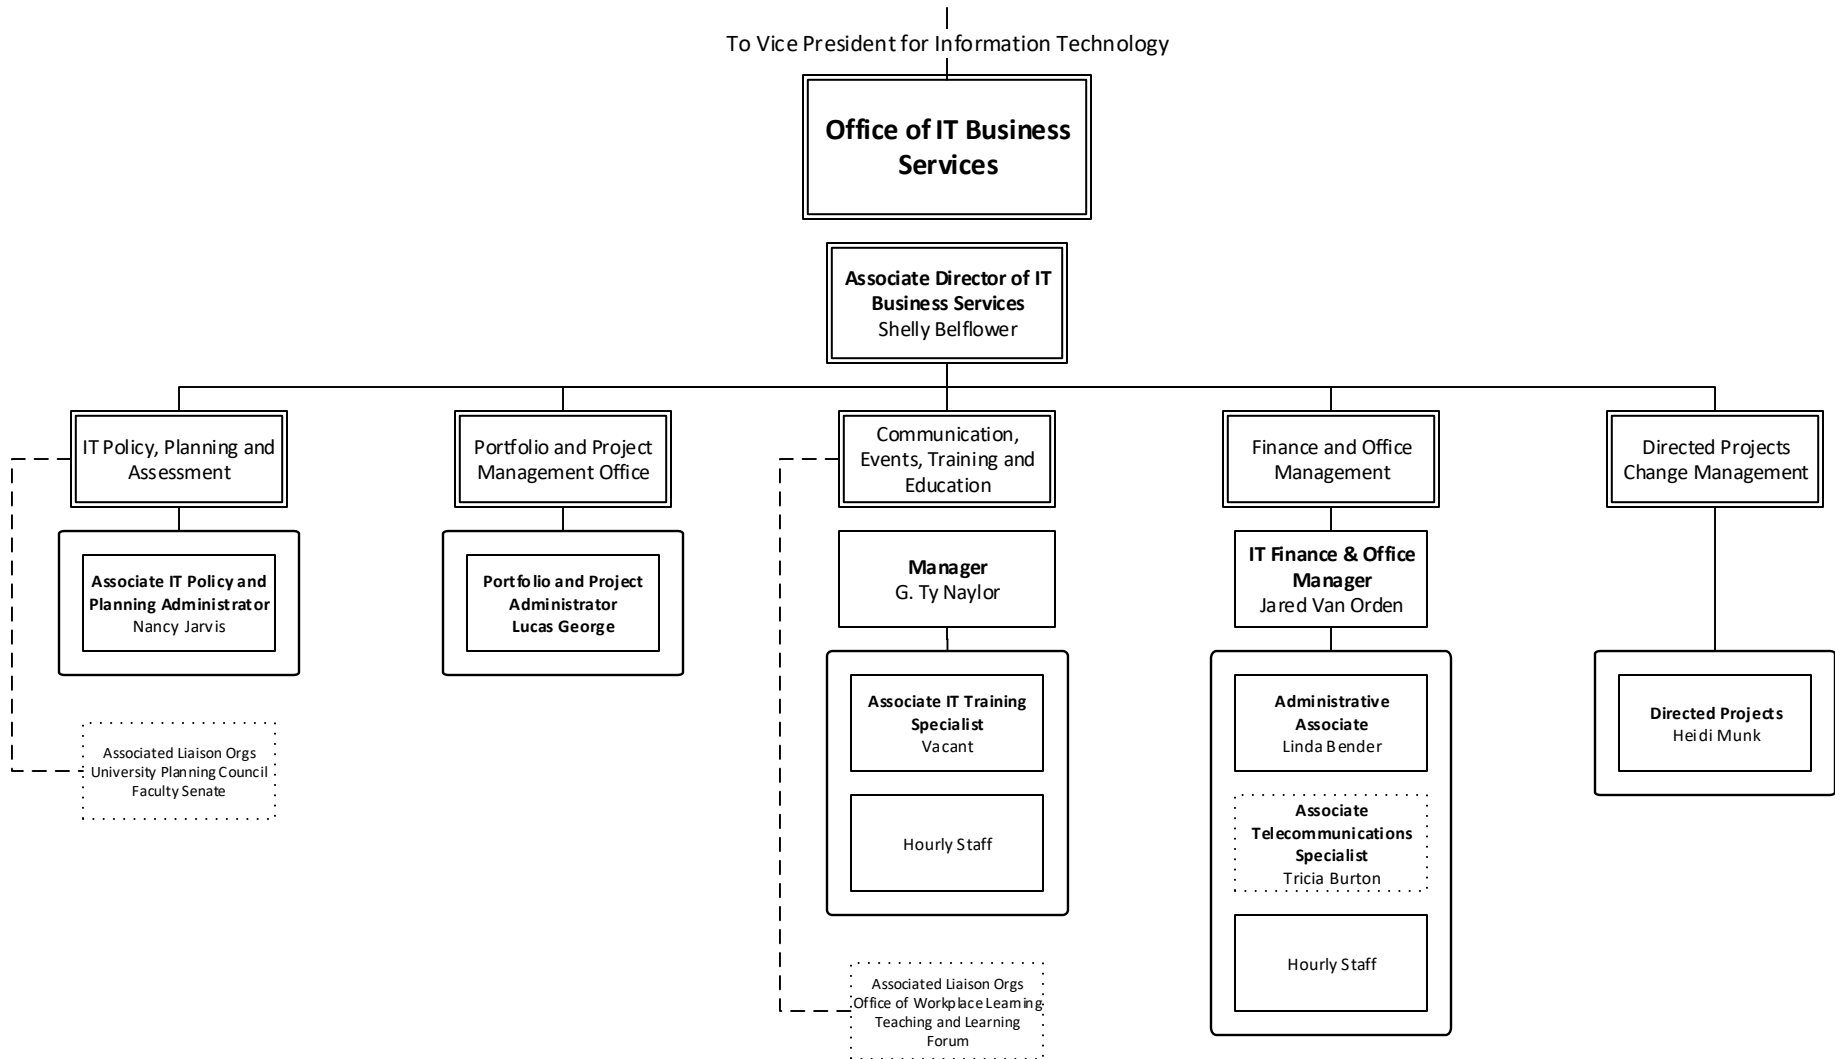 To Vice President for Information Technology
Office of IT Business
Services
Associate Director of IT
Business Services
Shelly Belflower
IT Policy, Planning and
Assessment
Portfolio and Project
Management Office
Communication,
Events, Training and
Education
Finance and Office
Management
Directed Projects
Change Management
Associate IT Policy and
Planning Administrator
Nancy Jarvis
Portfolio and Project
Administrator
Lucas George
Manager
G. Ty Naylor
IT Finance & Office
Manager
Jared Van Orden
Associate IT Training
Specialist
Vacant
Administrative
Associate
Linda Bender
Directed Projects
Heidi Munk
Associated Liaison Orgs
University Planning Council
Faculty Senate
Hourly Staff
Associate
Telecommunications
Specialist
Tricia Burton
Hourly Staff
Associated Liaison Orgs
Office of Workplace Learning
Teaching and Learning
Forum